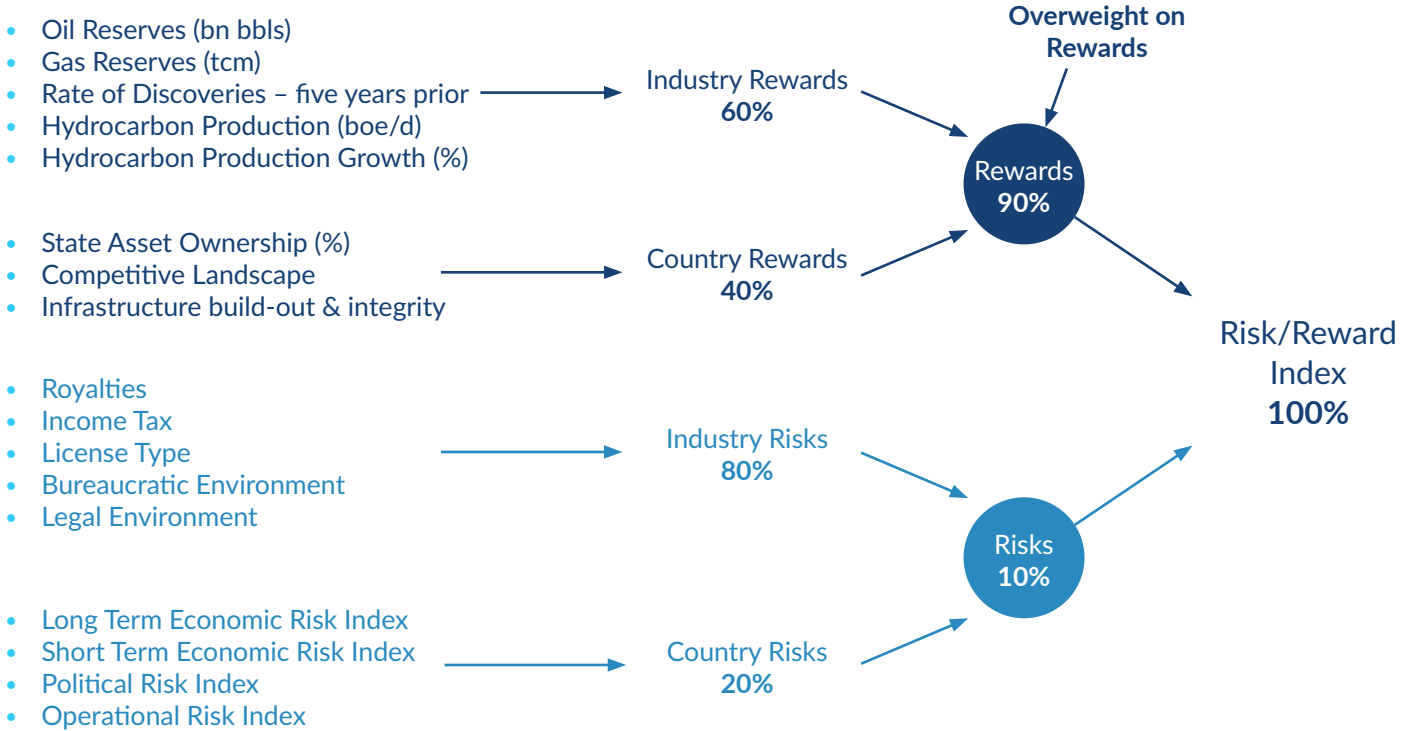 Overweight on
Rewards
• Oil Reserves (bn bbls)
• Gas Reserves (tcm)
• Rate of Discoveries – five years prior
• Hydrocarbon Production (boe/d)
• Hydrocarbon Production Growth (%)
Industry Rewards
60%
Rewards
90%
• State Asset Ownership (%)
• Competitive Landscape
• Infrastructure build-out & integrity
Country Rewards
40%
Risk/Reward
Index
100%
• Royalties
• Income Tax
• License Type
• Bureaucratic Environment
• Legal Environment
Industry Risks
80%
Risks
10%
• Long Term Economic Risk Index
• Short Term Economic Risk Index
• Political Risk Index
• Operational Risk Index
Country Risks
20%